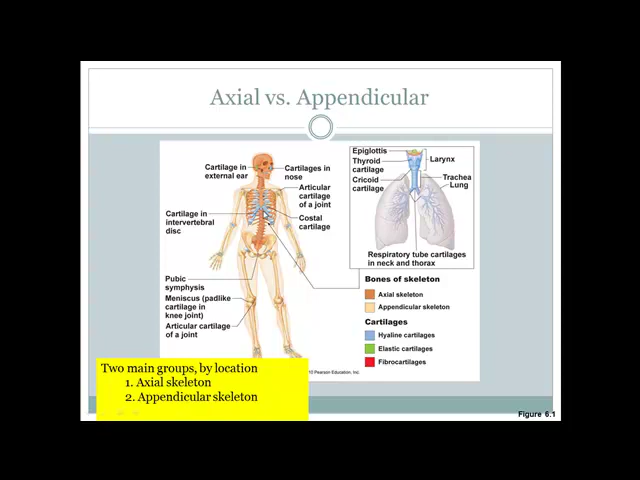 Axial vs. Appendicular
Cartilage in
external ear
Cartilages in
nose
Articular
cartilage
of a joint
Cartilage in
intervertebral
disc
Costal
cartilage
Pubic
symphysis
Meniscus (padlike
cartilage in
knee joint)
Articular cartilage
of a joint
Epiglottis
Thyroid
cartilage
Cricoid
cartilage
Larynx
Trachea
Lung
Respiratory tube cartilages
in neck and thorax
Bones of skeleton
Axial skeleton
Appendicular skeleton
Cartilages
Hyaline cartilages
Elastic cartilages
Fibrocartilages
Pearson Education, Inc.
Two main groups, by location
1. Axial skeleton
2. Appendicular skeleton
Figure 6.1